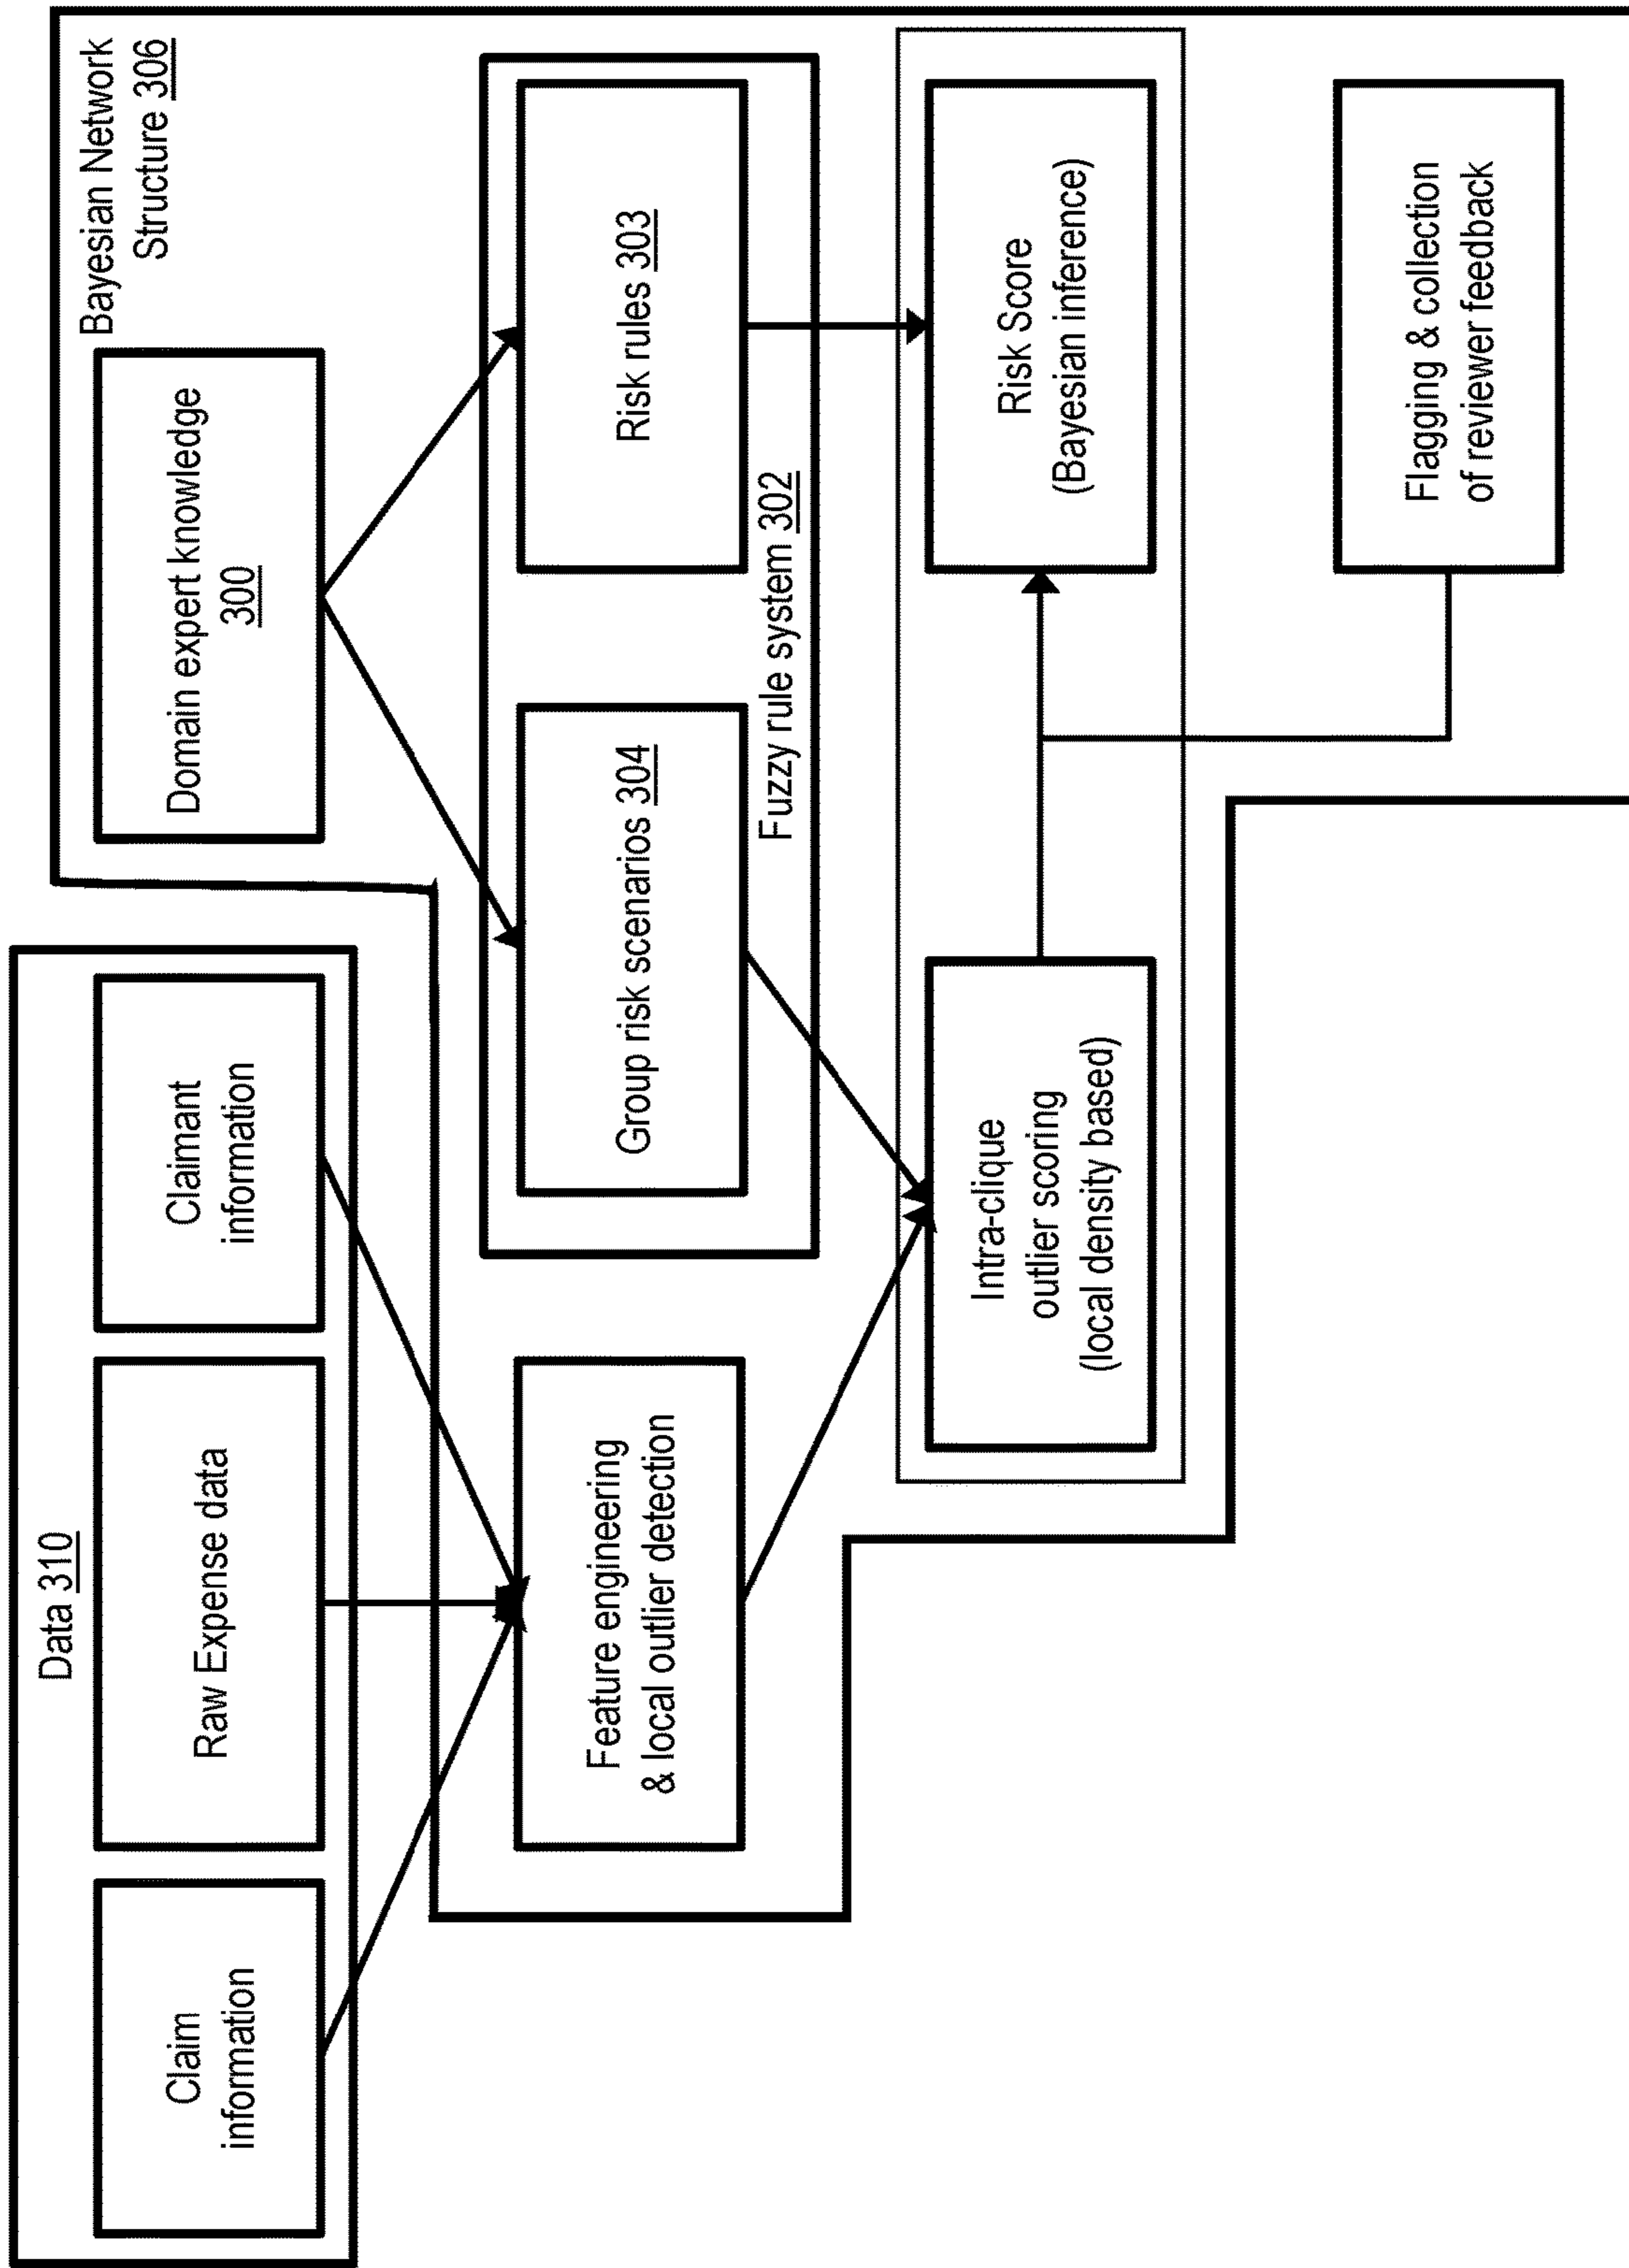 Data 310
Claim
information
Raw Expense data
Claimant
information
Bayesian Network
Structure 306
Domain expert knowledge
300
Feature engineering
& local outlier detection
Group risk scenarios 304
Risk rules 303
Fuzzy rule system 302
Intra-clique
outlier scoring
(local density based)
Risk Score
(Bayesian inference)
Flagging & collection
of reviewer feedback